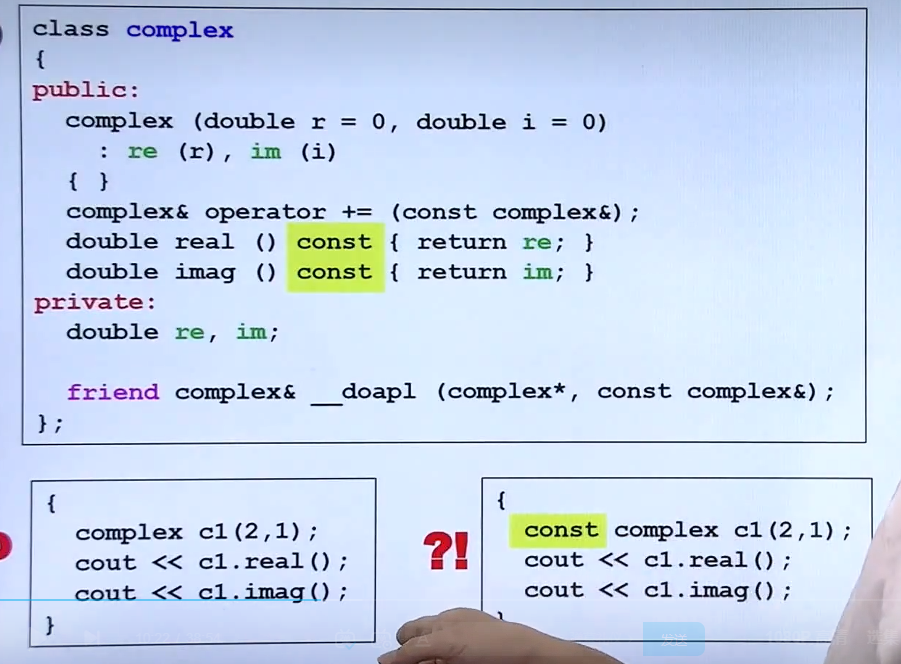 class complex
{
public:
complex (double r = 0, double i = 0)
: re (r), im (i)
{ }
complex& operator += (const complex&);
double real () const { return re; }
double imag () const { return im; }
private:
double re, im;
friend complex& __doapl (complex*, const complex&);
};
{
complex c1(2,1);
cout << c1.real();
cout << c1.imag();
}
?!
{
const complex c1(2,1);
cout << c1.real();
cout << c1.imag();
发送